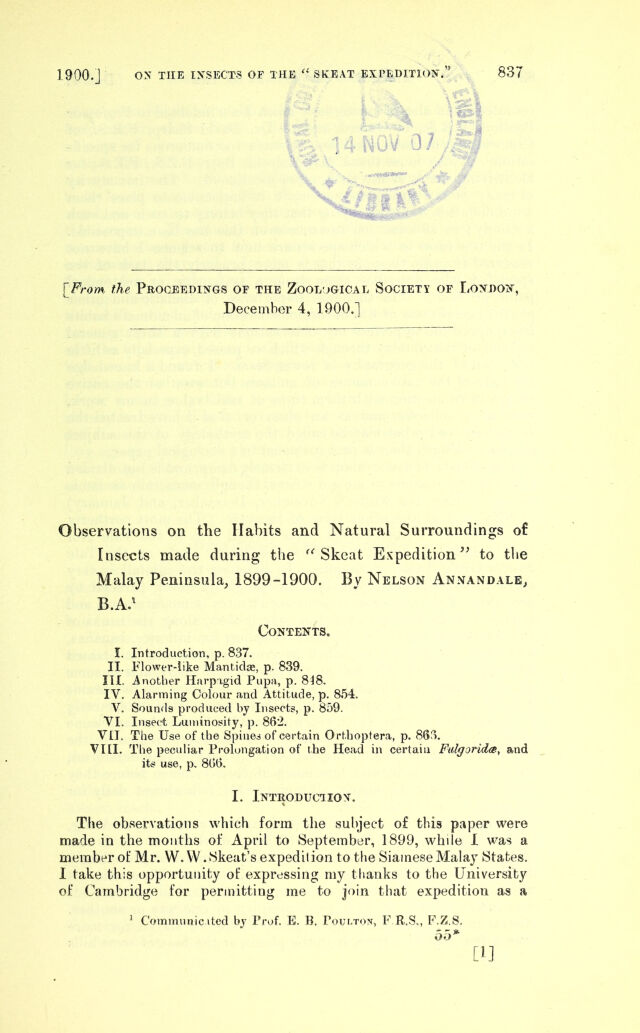 1900.] ON THE INSECTS OF THE "SKEAT EXPEDITION." 837
ROYAL COLLEGE OF ENGLAND
14 NOV 07
* LIBRARY *
[From the PROCEEDINGS OF THE ZOOLOGICAL SOCIETY OF LONDON,
December 4, 1900.]
Observations on the Habits and Natural Surroundings of
Insects made during the "Skeat Expedition" to the
Malay Peninsula, 1899-1900. By NELSON ANNANDALE,
B.A.¹
CONTENTS.
I. Introduction, p. 837.
II. Flower-like Mantidæ, p. 839.
III. Another Harpagid Pupa, p. 848.
IV. Alarming Colour and Attitude, p. 854.
V. Sounds produced by Insects, p. 859.
VI. Insect Luminosity, p. 862.
VII. The Use of the Spines of certain Orthoptera, p. 863.
VIII. The peculiar Prolongation of the Head in certain Fulgoridæ, and
its use, p. 866.
I. INTRODUCTION.
The observations which form the subject of this paper were
made in the months of April to September, 1899, while I was a
member of Mr. W. W. Skeat's expedition to the Siamese Malay States.
I take this opportunity of expressing my thanks to the University
of Cambridge for permitting me to join that expedition as a
¹ Communicated by Prof. E. B. POULTON, F.R.S., F.Z.S.
55*
[1]